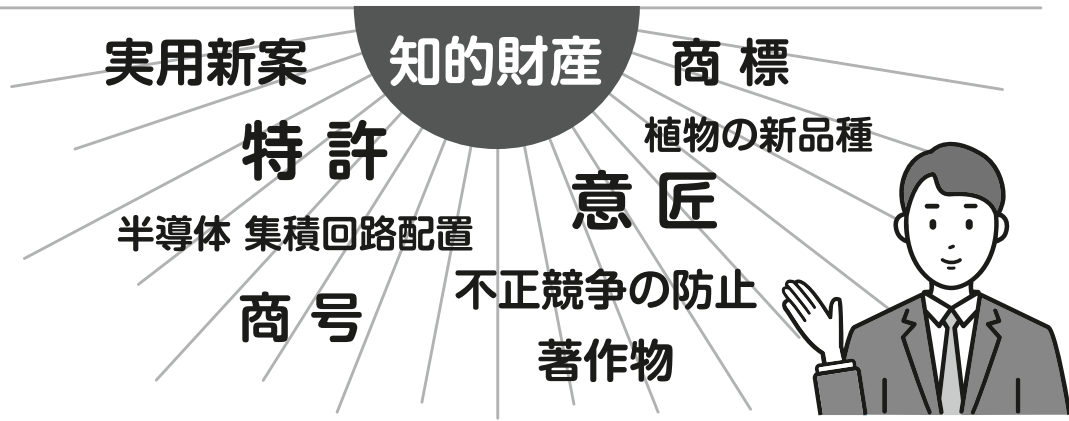 知的財産
実用新案
商 標
特 許
植物の新品種
意 匠
半導体 集積回路配置
不正競争の防止
商 号
著作物